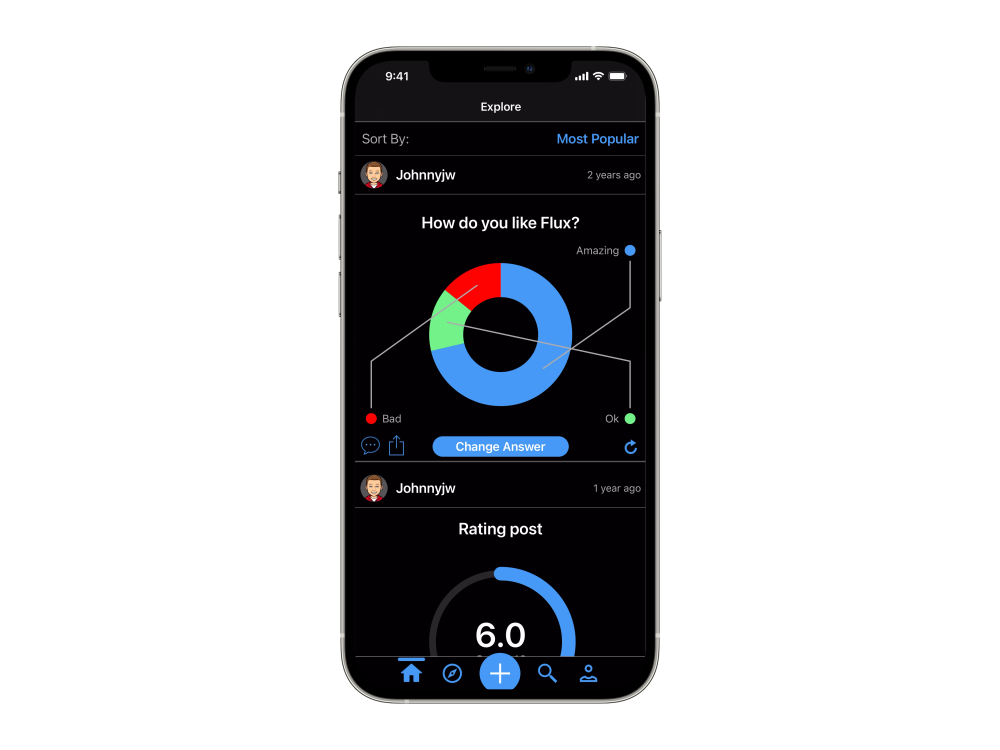 9:41
Explore
Sort By:
Most Popular
Johnnyjw
2 years ago
How do you like Flux?
Amazing
Bad
Ok
Change Answer
Johnnyjw
1 year ago
Rating post
6.0